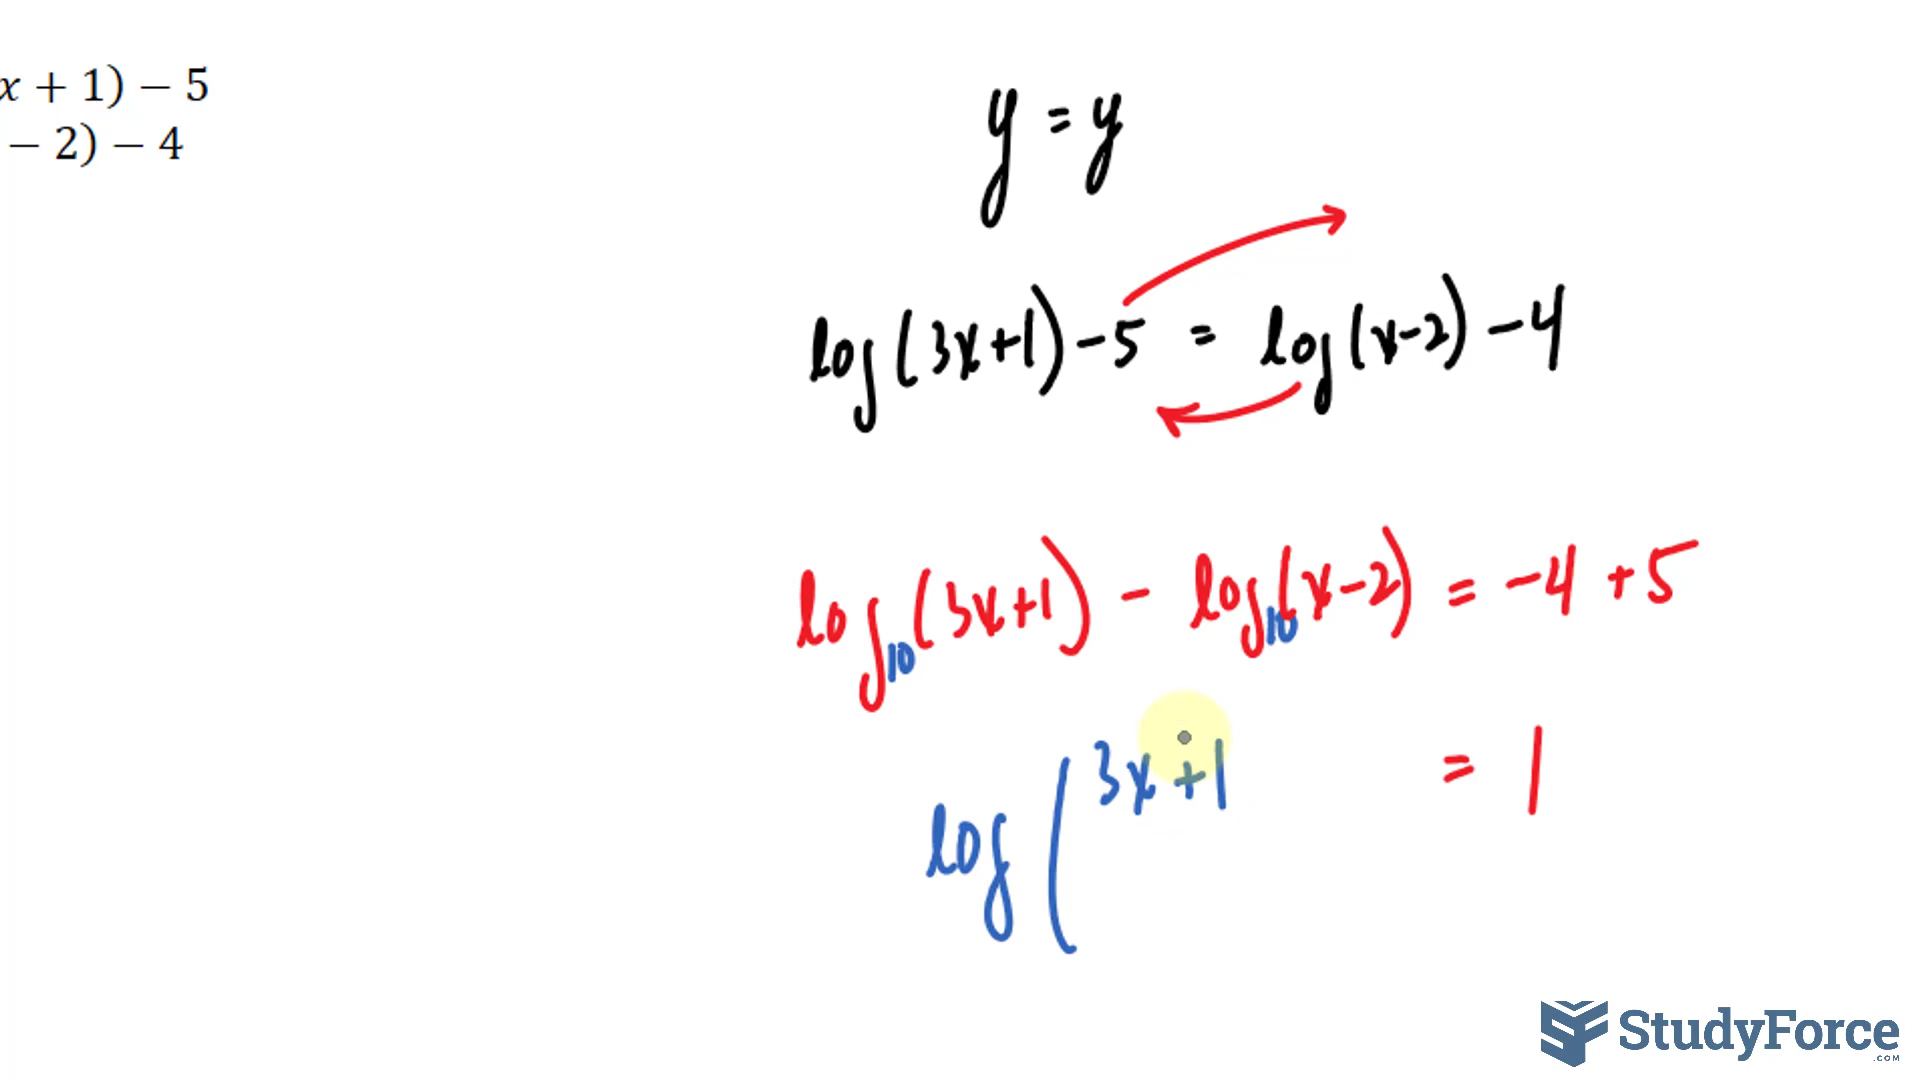 x + 1) − 5
− 2) − 4
y = y
log(3x+1) −5 = log(x−2) −4
log₁₀(3x+1) − log₁₀(x−2) = −4 +5
log(3x+1 = 1
StudyForce
.COM